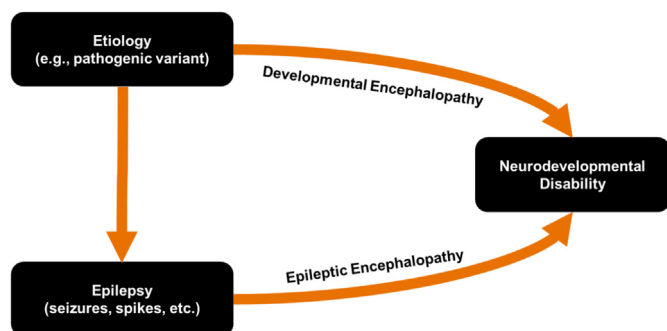 Etiology
(e.g., pathogenic variant)
Developmental Encephalopathy
Neurodevelopmental
Disability
Epileptic Encephalopathy
Epilepsy
(seizures, spikes, etc.)